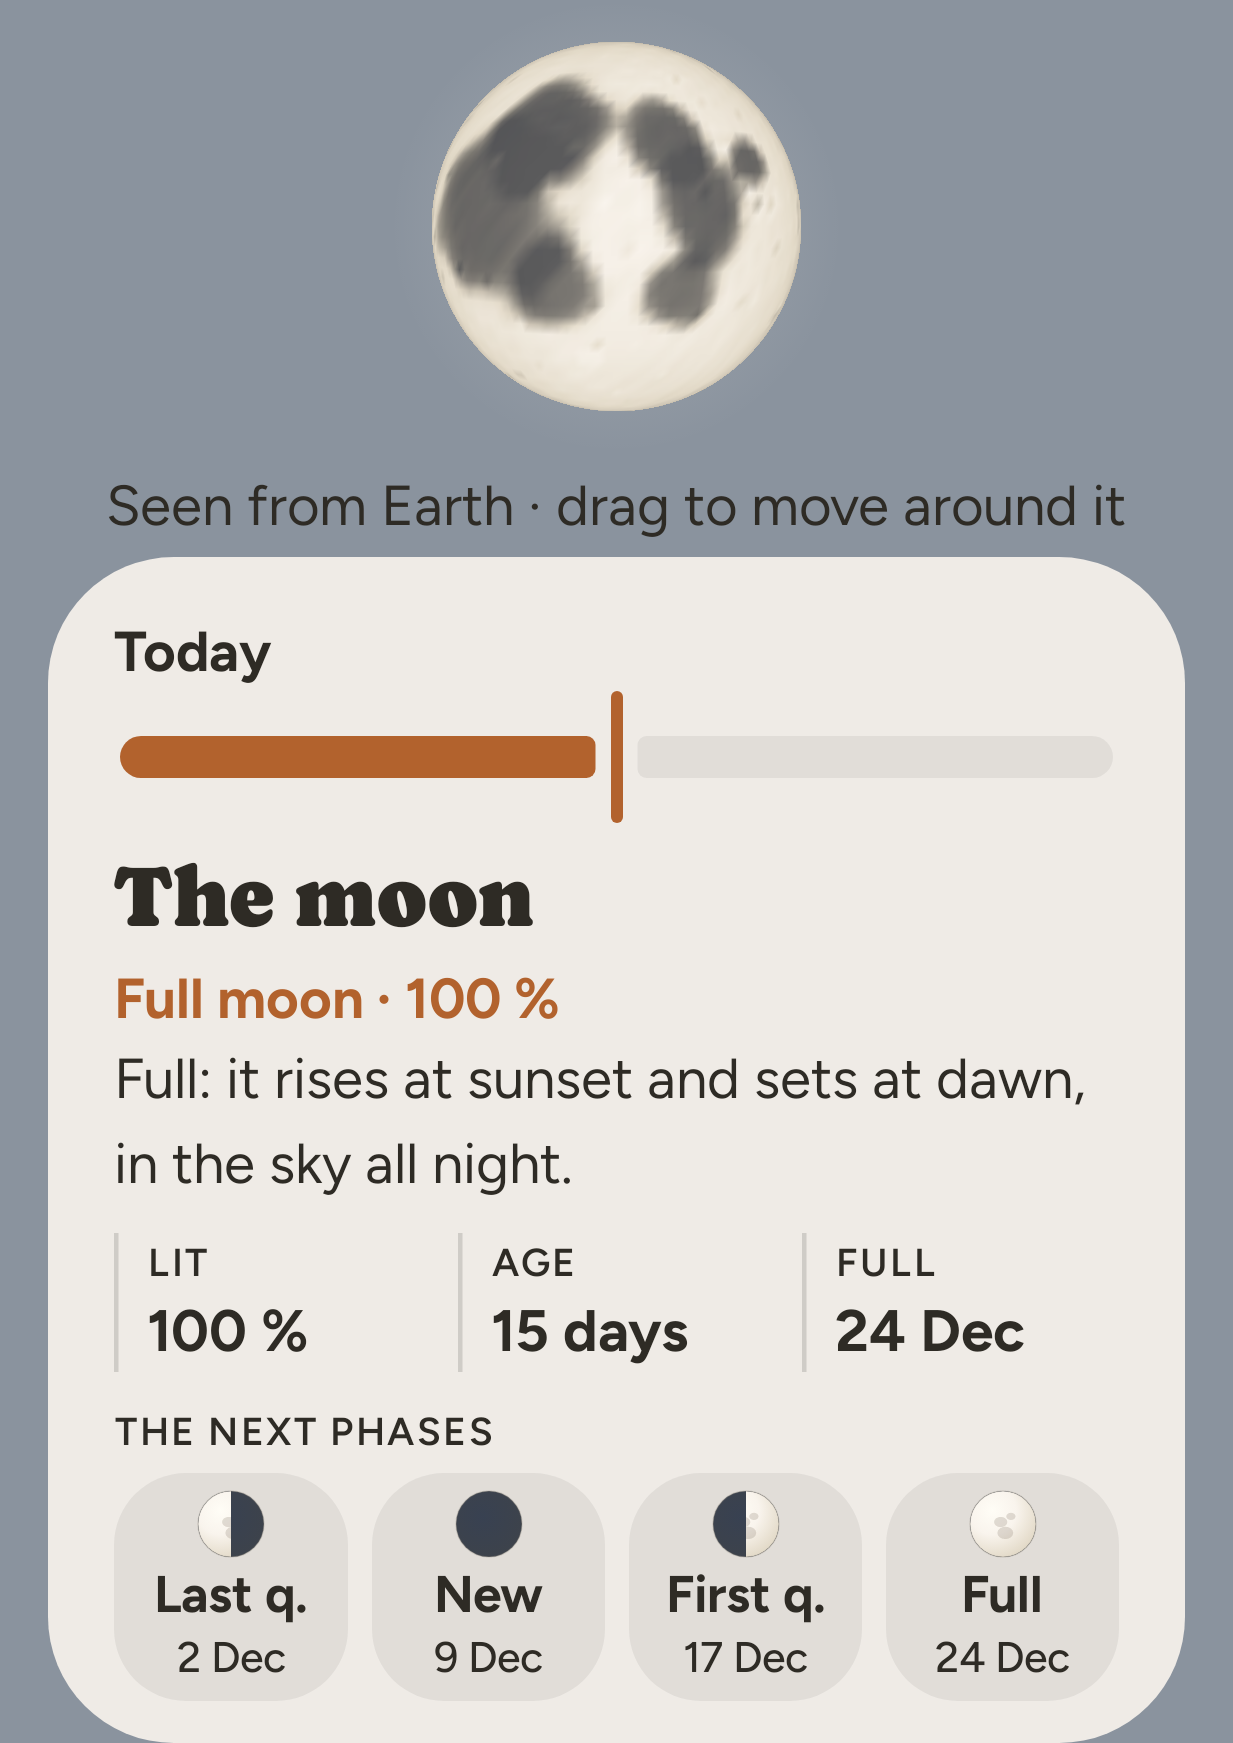 Seen from Earth · drag to move around it
Today
The moon
Full moon · 100 %
Full: it rises at sunset and sets at dawn,
in the sky all night.
LIT
100 %
AGE
15 days
FULL
24 Dec
THE NEXT PHASES
Last q.
2 Dec
New
9 Dec
First q.
17 Dec
Full
24 Dec